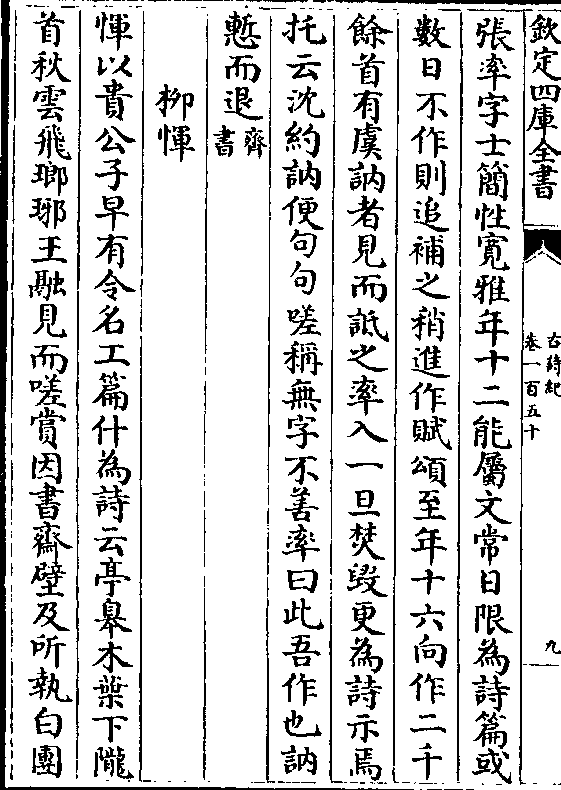 欽定四庫全書
古詩紀
卷一百五十
九
張率字士簡性寬雅年十二能屬文常日限為詩篇或
數日不作則追補之稍進作賦頌至年十六向作二千
餘首有虞訥者見而詆之率入一旦焚毁更為詩示焉
托云沈約訥便句句嗟稱無字不善率曰此吾作也訥
慙而退齊
書
柳惲
惲以貴公子早有令名工篇什為詩云亭臯木葉下隴
首秋雲飛瑯琊王融見而嗟賞因書齋壁及所執白團